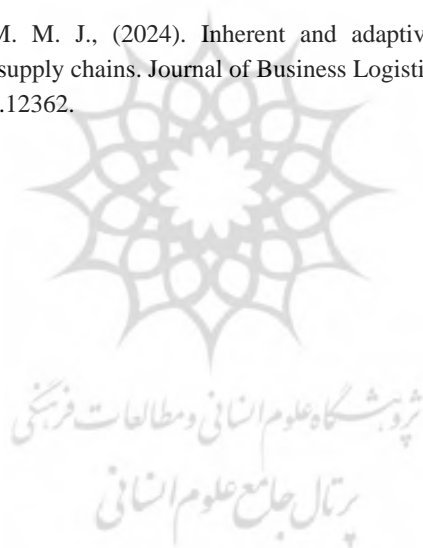 M. M. J., (2024). Inherent and adaptiv
supply chains. Journal of Business Logisti
.12362.
پژوهشگاه علوم انسانی و مطالعات فرهنگی
پرتال جامع علوم انسانی